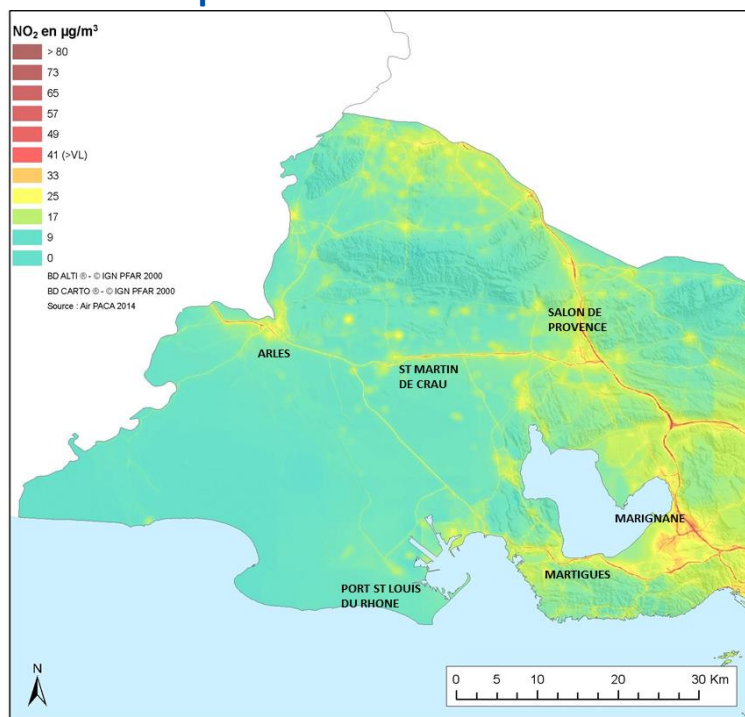 NO₂ en µg/m³
> 80
73
65
57
49
41 (>VL)
33
25
17
9
0
BD ALTI ® - © IGN PFAR 2000
BD CARTO ® - © IGN PFAR 2000
Source : Air PACA 2014
SALON DE
PROVENCE
ARLES
ST MARTIN
DE CRAU
MARIGNANE
MARTIGUES
PORT ST LOUIS
DU RHONE
N
0 5 10 20 30 Km